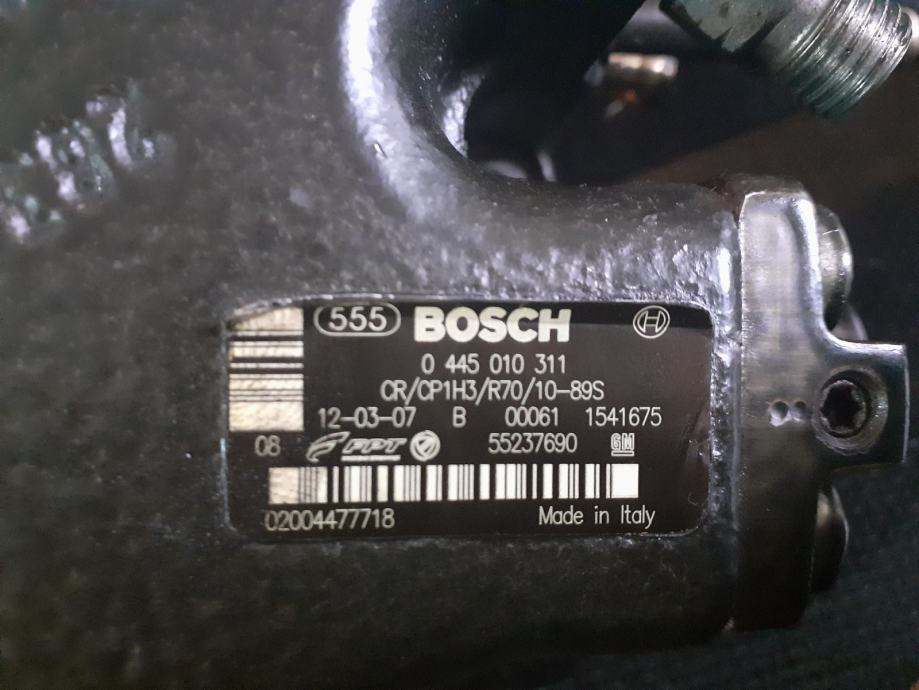 555 BOSCH
0 445 010 311
CR/CP1H3/R70/10-89S
12-03-07 B 00061 1541675
08 FPT 55237690 GM
02004477718 Made in Italy